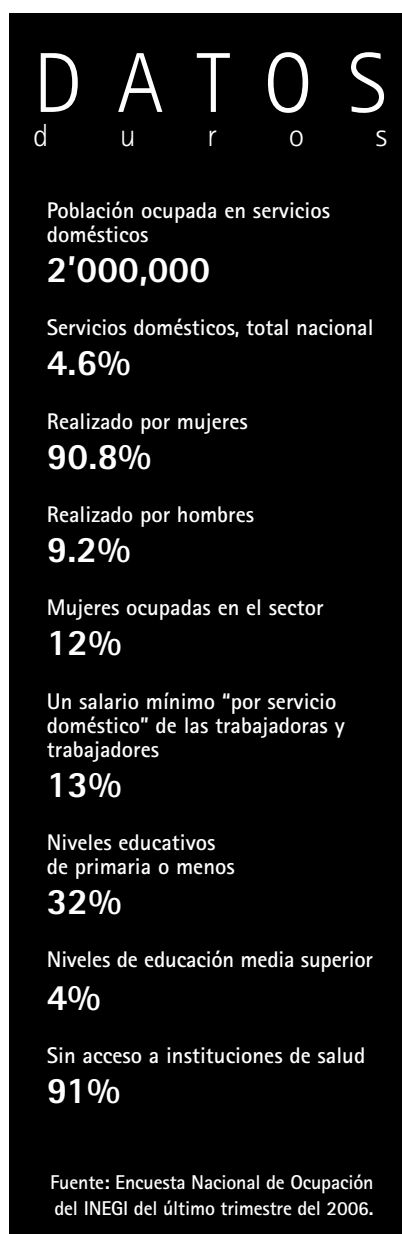 DATOS
duros
Población ocupada en servicios
domésticos
2'000,000
Servicios domésticos, total nacional
4.6%
Realizado por mujeres
90.8%
Realizado por hombres
9.2%
Mujeres ocupadas en el sector
12%
Un salario mínimo “por servicio
doméstico” de las trabajadoras y
trabajadores
13%
Niveles educativos
de primaria o menos
32%
Niveles de educación media superior
4%
Sin acceso a instituciones de salud
91%
Fuente: Encuesta Nacional de Ocupación
del INEGI del último trimestre del 2006.